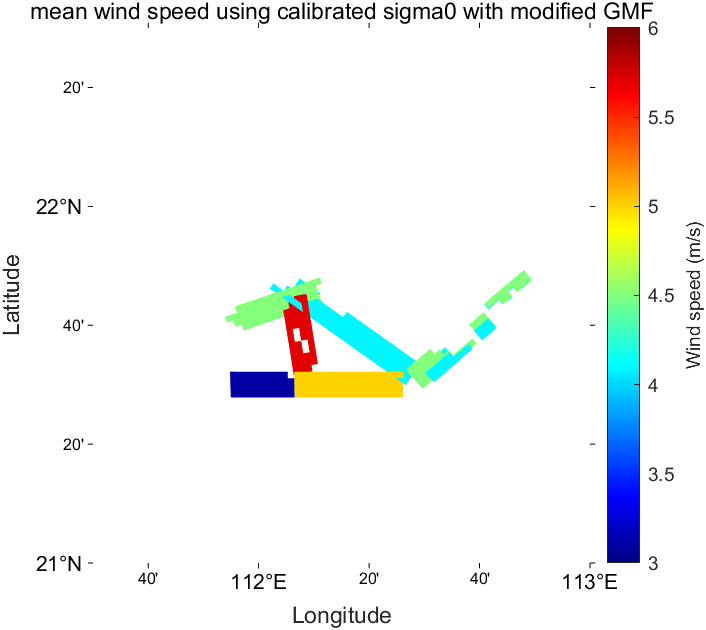 mean wind speed using calibrated sigma0 with modified GMF
6
5.5
5
4.5
4
3.5
3
Wind speed (m/s)
20'
22°N
40'
20'
21°N
Latitude
40'
112°E
20'
40'
113°E
Longitude